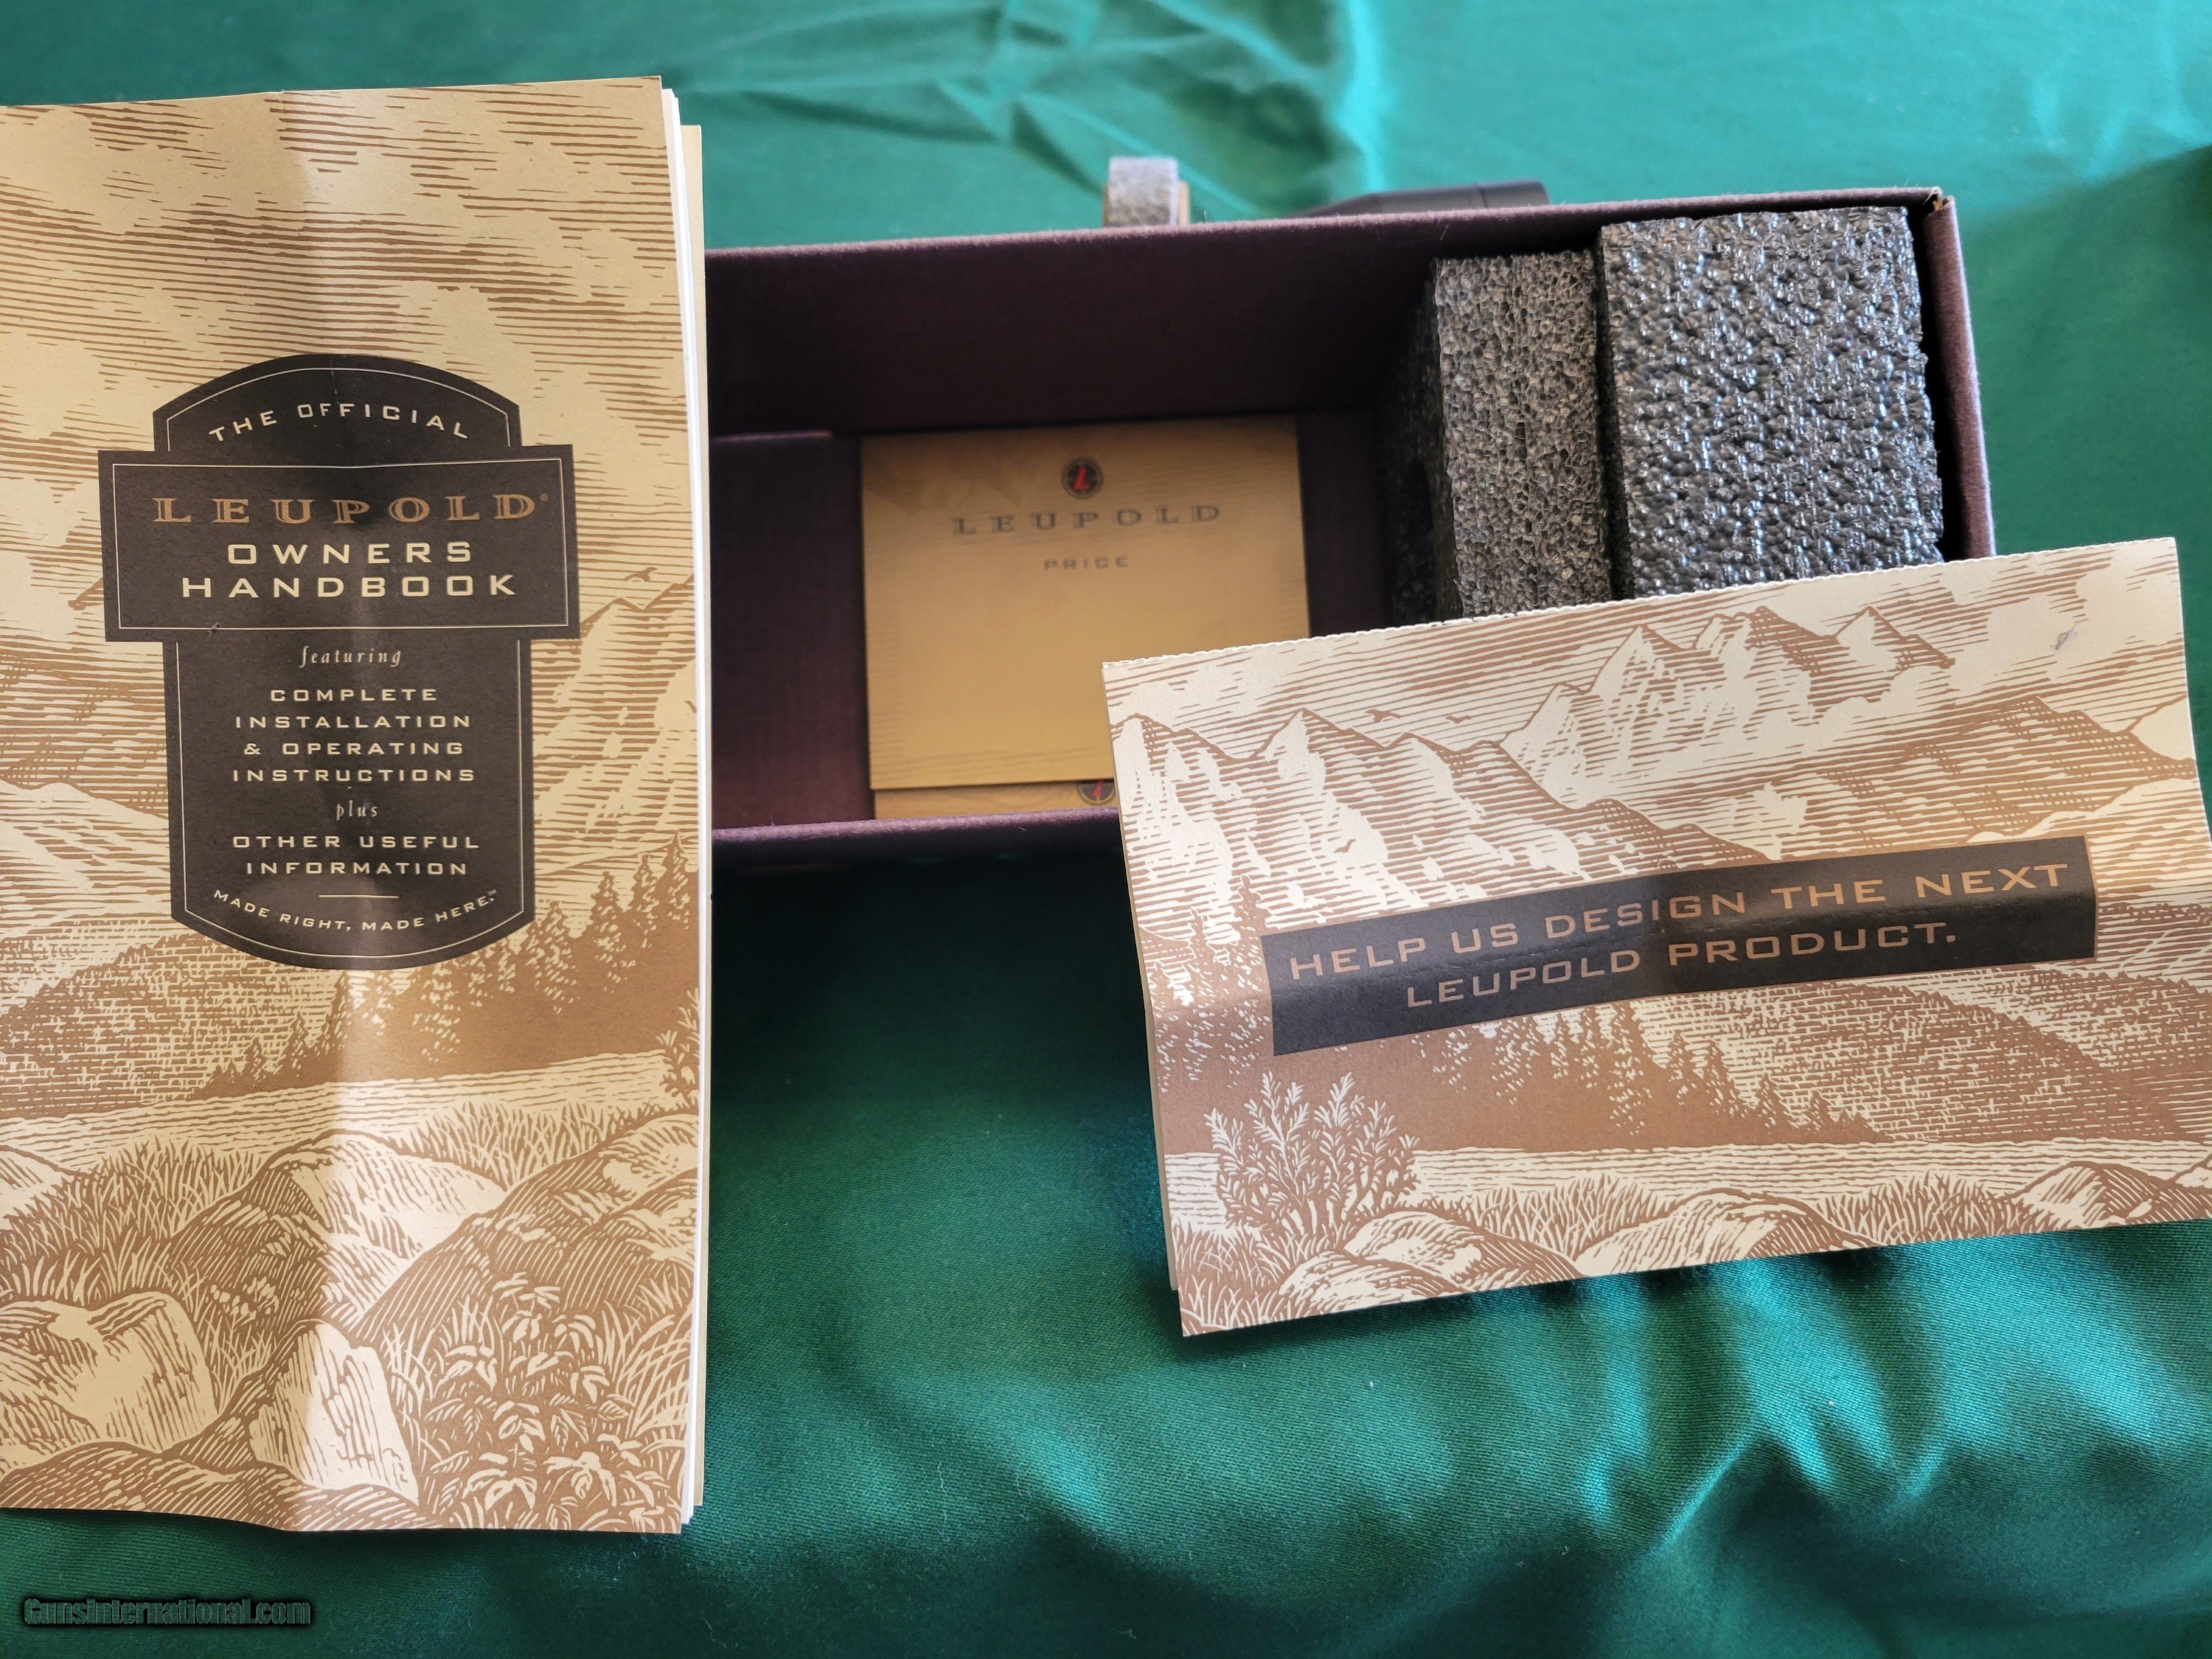 THE OFFICIAL
LEUPOLD®
OWNERS
HANDBOOK
featuring
COMPLETE
INSTALLATION
& OPERATING
INSTRUCTIONS
plus
OTHER USEFUL
INFORMATION
MADE RIGHT, MADE HERE.™
L
LEUPOLD
PRICE
HELP US DESIGN THE NEXT
LEUPOLD PRODUCT.
GunsInternational.com